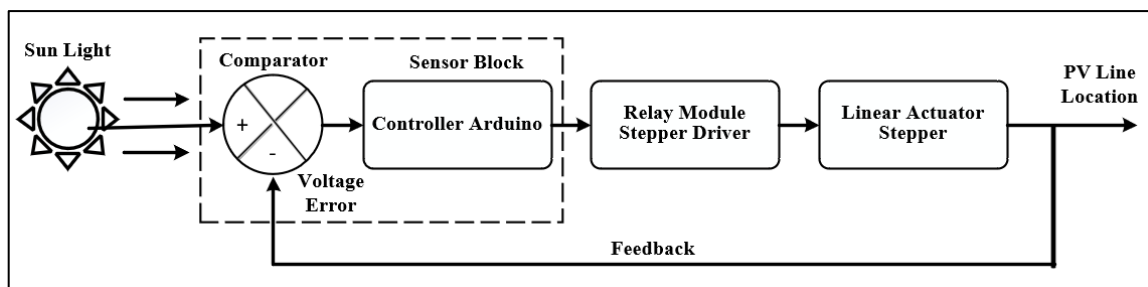 Sun Light
Comparator
+
-
Voltage
Error
Sensor Block
Controller Arduino
Relay Module
Stepper Driver
Linear Actuator
Stepper
PV Line
Location
Feedback